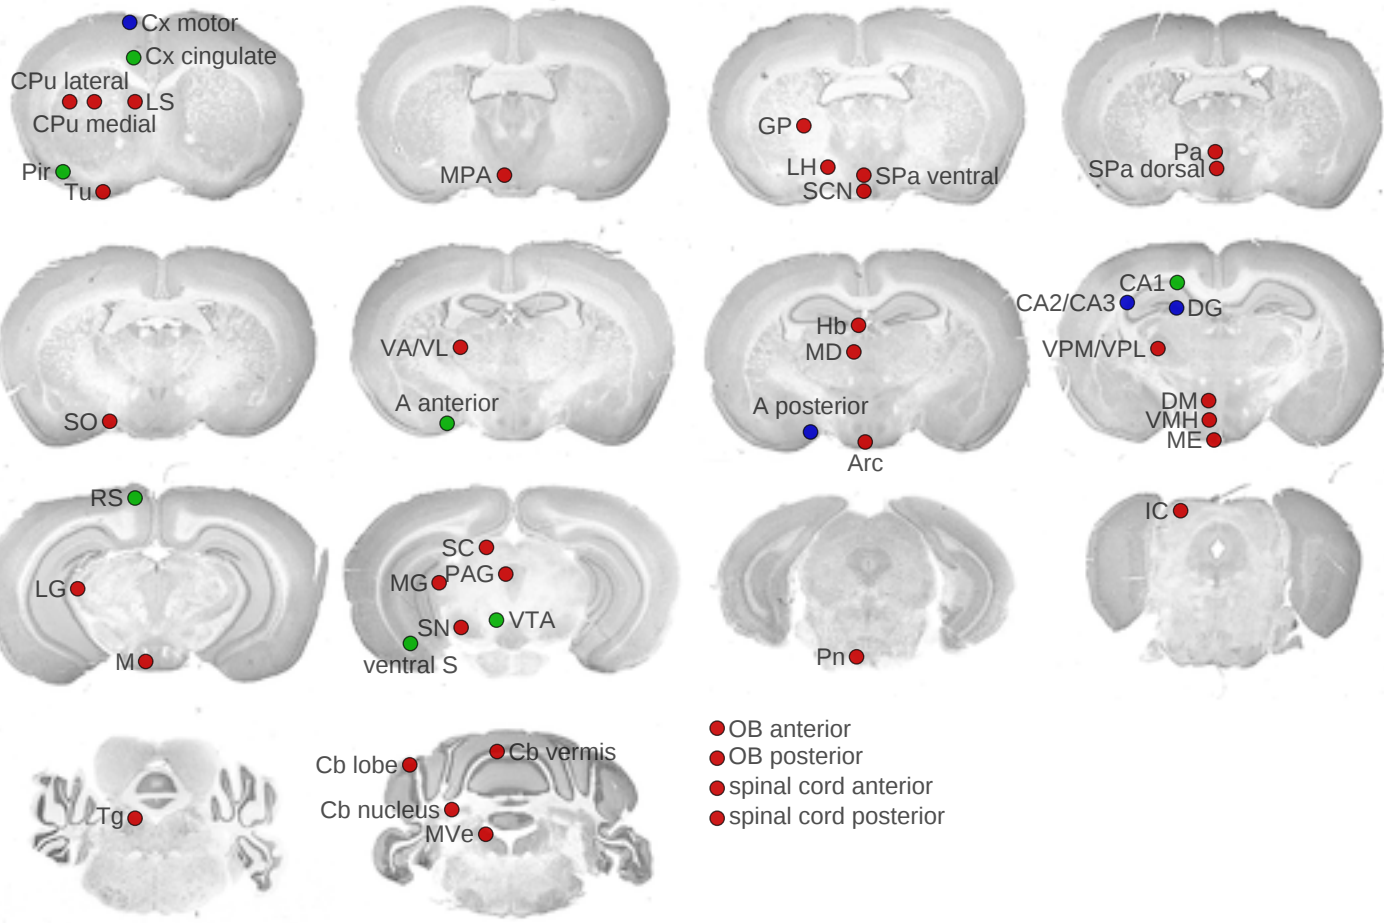 Cx motor
Cx cingulate
CPu lateral
LS
CPu medial
Pir
Tu
MPA
GP
LH
SPa ventral
SCN
Pa
SPa dorsal
SO
VA/VL
A anterior
Hb
MD
A posterior
Arc
CA1
CA2/CA3
DG
VPM/VPL
DM
VMH
ME
RS
LG
M
SC
MG
PAG
SN
VTA
ventral S
Pn
IC
Tg
Cb lobe
Cb vermis
Cb nucleus
MVe
OB anterior
OB posterior
spinal cord anterior
spinal cord posterior